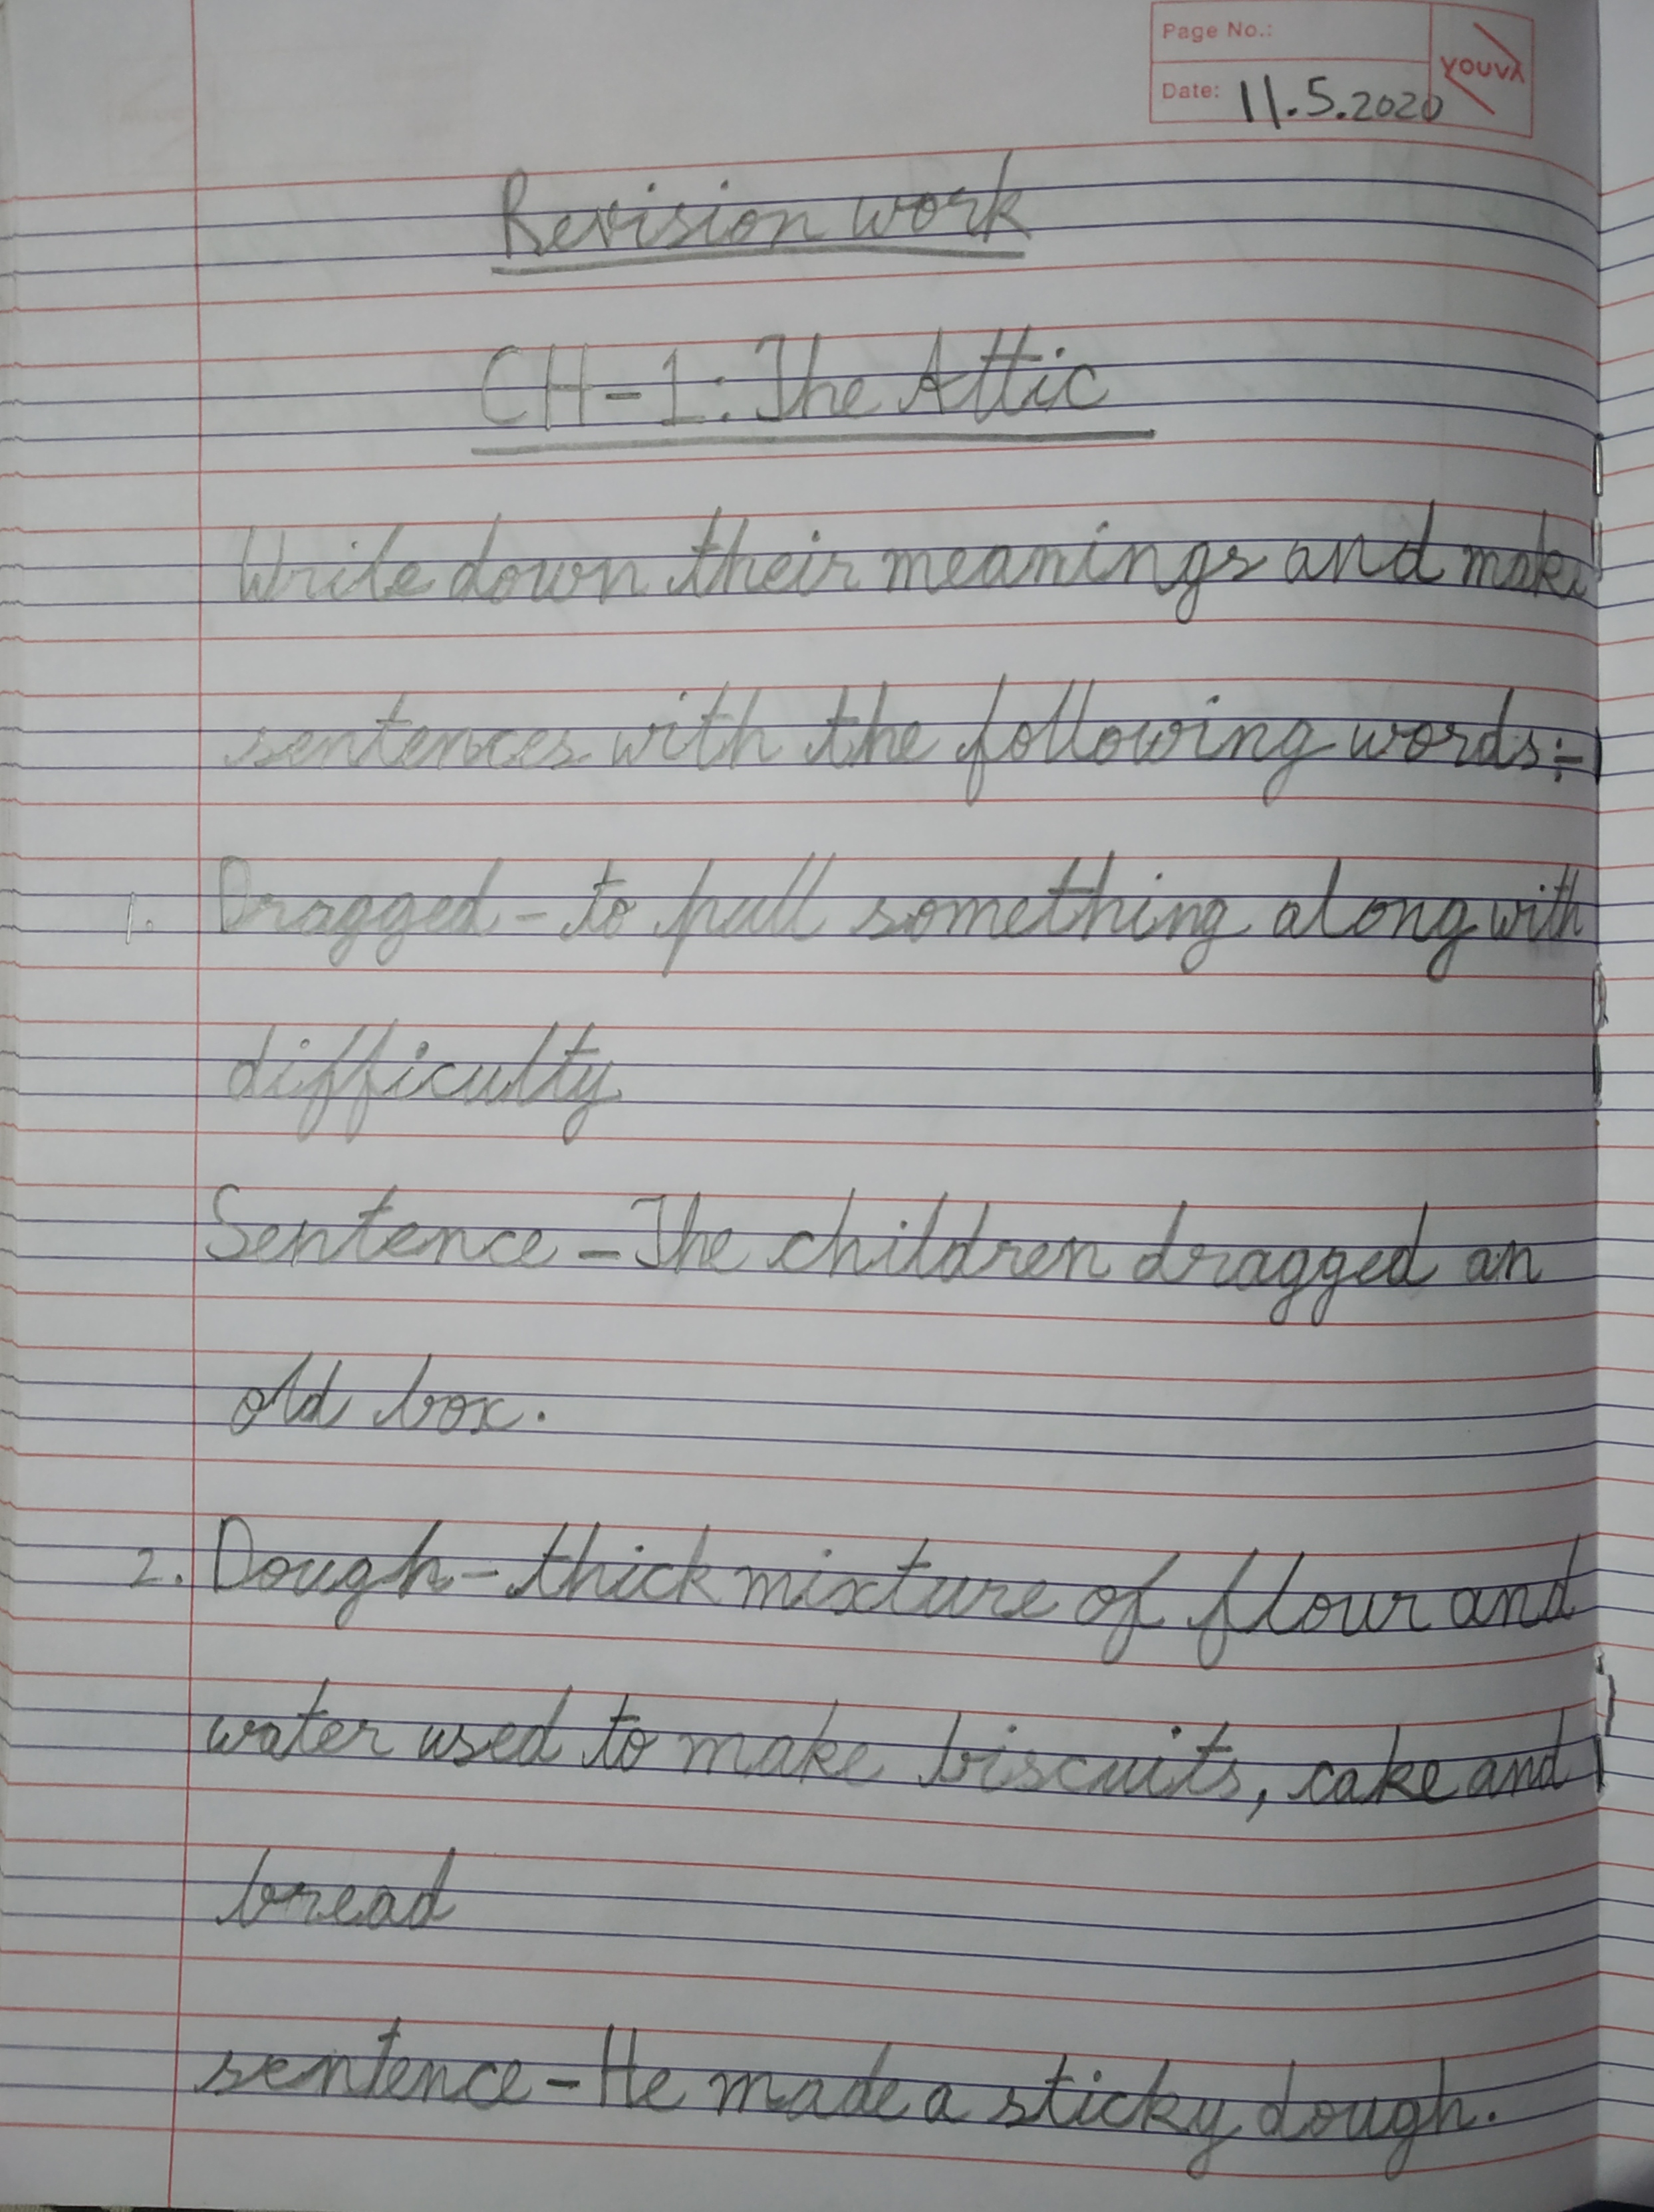 Page No.:
youva
Date: 11.5.2020
Revision work
CH-1: The Attic
Write down their meanings and make
sentences with the following words:-
1. Dragged - to pull something along with
difficulty
Sentence - The children dragged an
old box.
2. Dough - thick mixture of flour and
water used to make biscuits, cake and
bread
sentence - He made a sticky dough.